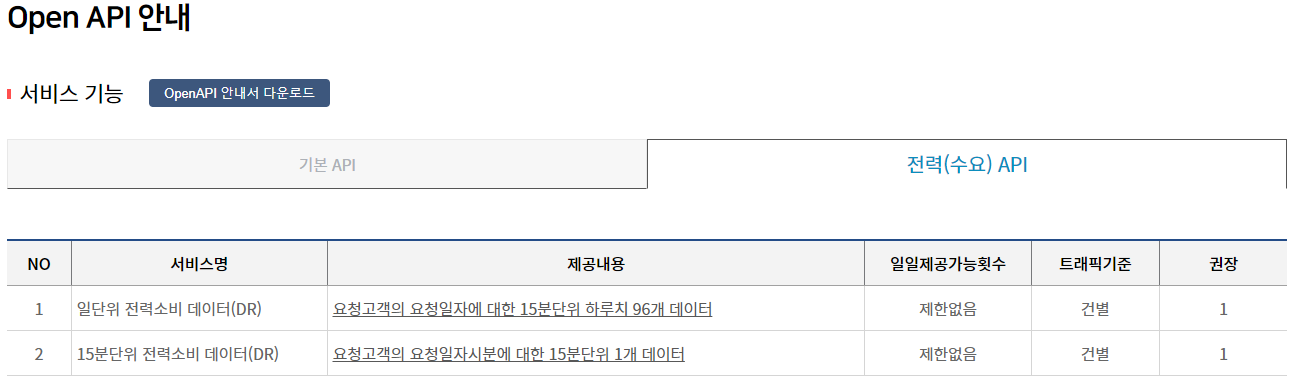 Open API 안내
서비스 기능 OpenAPI 안내서 다운로드
기본 API 전력(수요) API
NO 서비스명 제공내용 일일제공가능횟수 트래픽기준 권장
1 일단위 전력소비 데이터(DR) 요청고객의 요청일자에 대한 15분단위 하루치 96개 데이터 제한없음 건별 1
2 15분단위 전력소비 데이터(DR) 요청고객의 요청일자시분에 대한 15분단위 1개 데이터 제한없음 건별 1